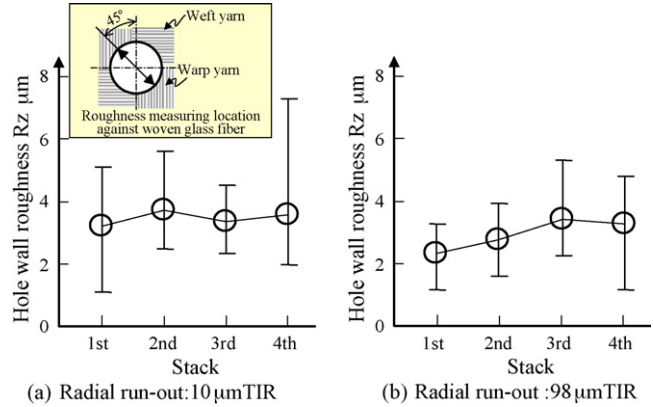 45°
Weft yarn
Warp yarn
Roughness measuring location
against woven glass fiber
Hole wall roughness Rz μm
8
6
4
2
0
1st 2nd 3rd 4th
Stack
(a) Radial run-out:10 μmTIR
Hole wall roughness Rz μm
8
6
4
2
0
1st 2nd 3rd 4th
Stack
(b) Radial run-out :98 μmTIR